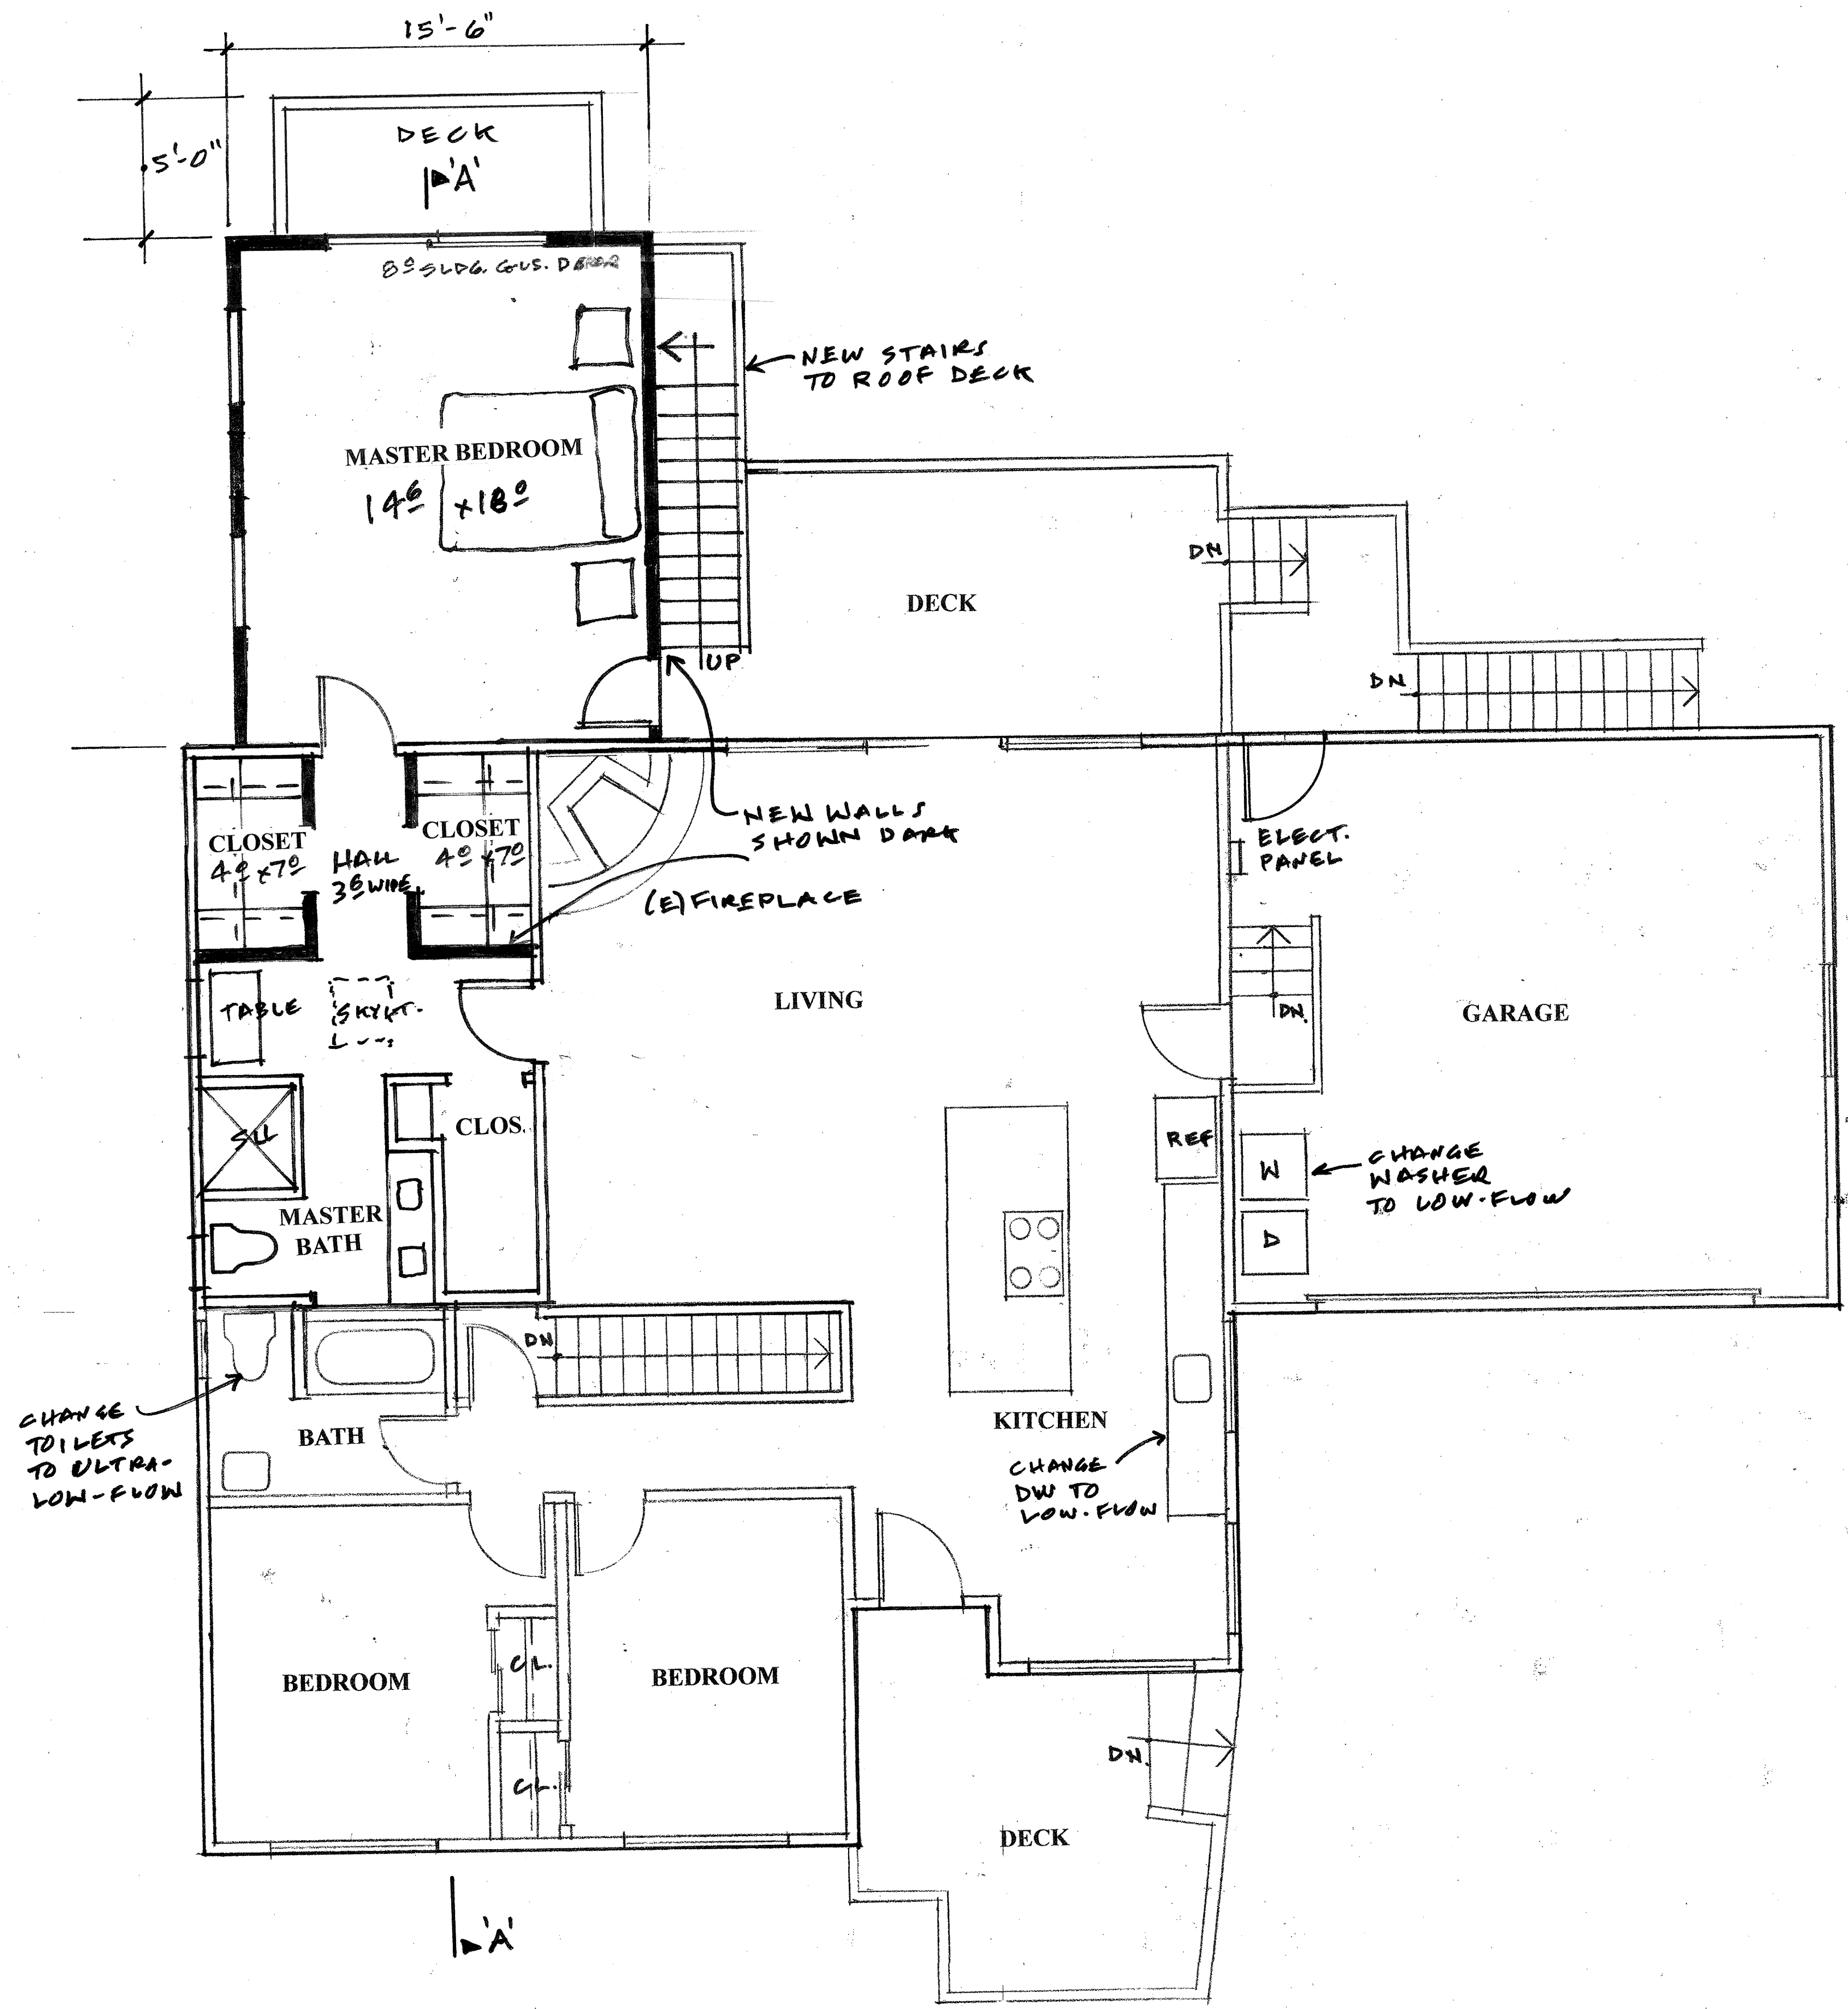 15'-6"
5'-0"
DECK
'A'
8⁰ SLDG. GLS. DOOR
NEW STAIRS
TO ROOF DECK
MASTER BEDROOM
14⁶ x18⁰
DECK
DN
UP
DN
CLOSET
4⁰ x7⁰
HALL
3⁶ WIDE
CLOSET
4⁰ x7⁰
NEW WALLS
SHOWN DARK
(E) FIREPLACE
ELECT.
PANEL
TABLE
SKYLT.
LIVING
DN.
GARAGE
SH
CLOS.
REF
W
CHANGE
WASHER
TO LOW-FLOW
D
MASTER
BATH
DN
CHANGE
TOILETS
TO ULTRA-
LOW-FLOW
BATH
KITCHEN
CHANGE
DW TO
LOW-FLOW
BEDROOM
CL.
BEDROOM
CL.
DN.
DECK
'A'